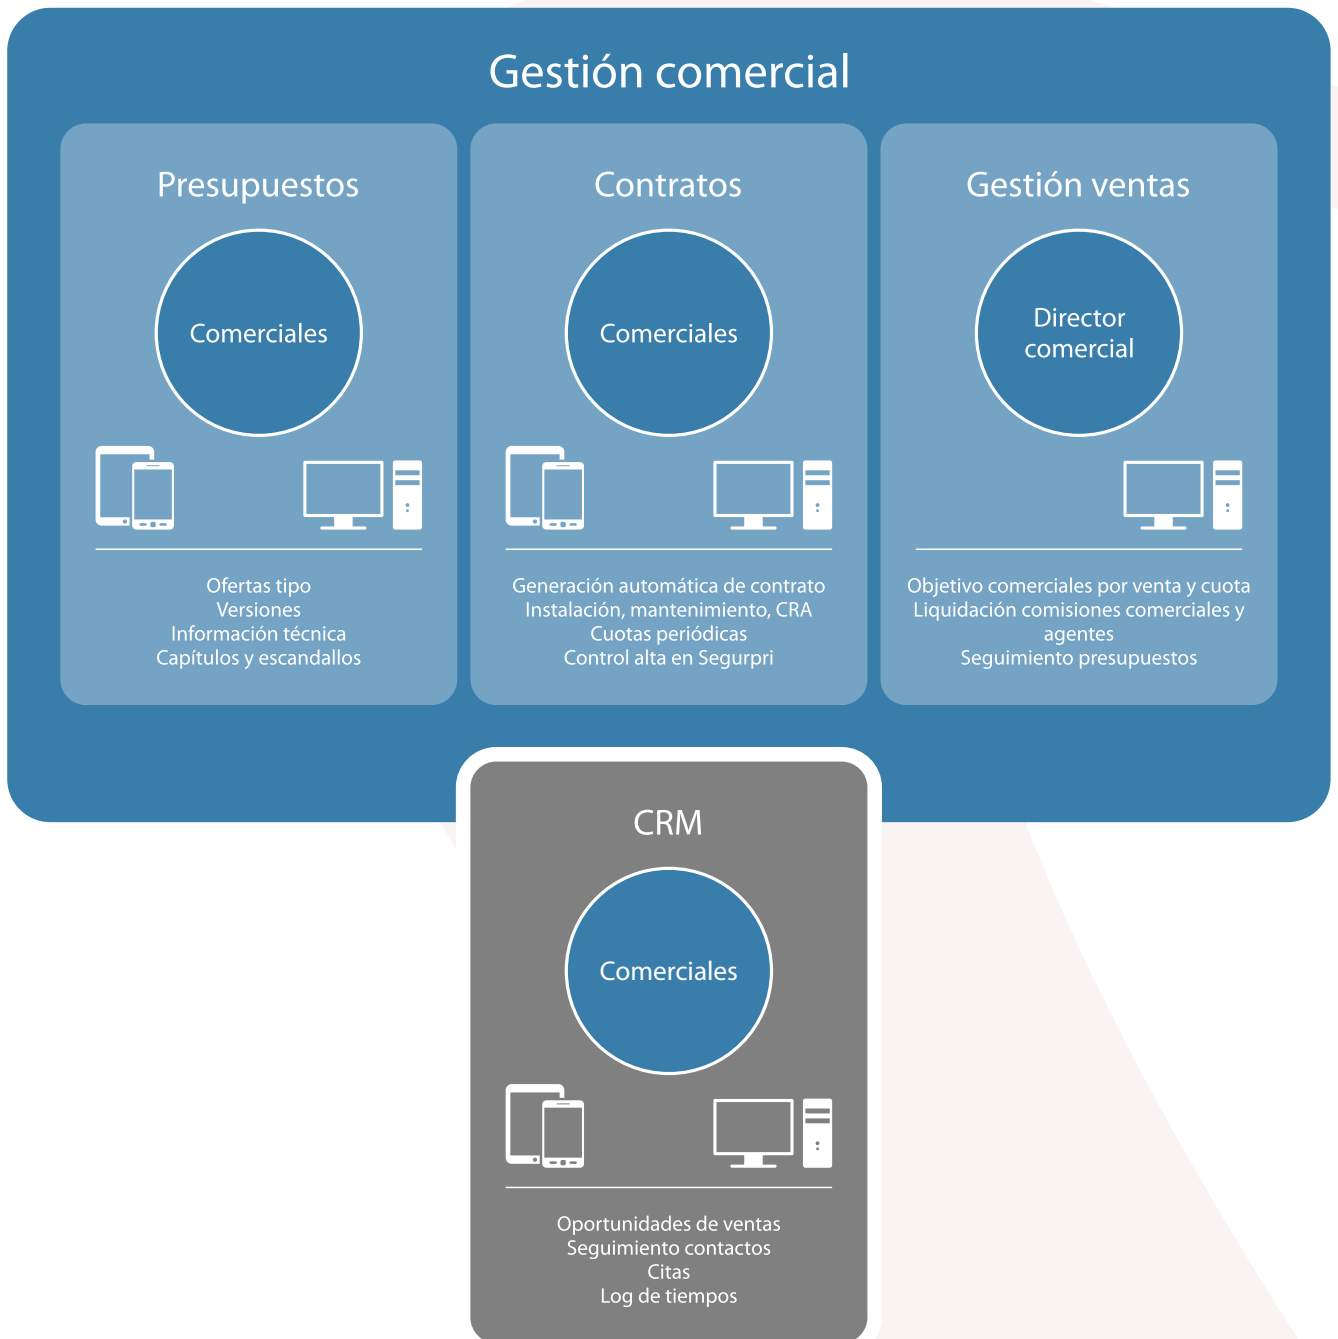 Gestión comercial
Presupuestos
Comerciales
Ofertas tipo
Versiones
Información técnica
Capítulos y escandallos
Contratos
Comerciales
Generación automática de contrato
Instalación, mantenimiento, CRA
Cuotas periódicas
Control alta en Segurpri
Gestión ventas
Director
comercial
Objetivo comerciales por venta y cuota
Liquidación comisiones comerciales y
agentes
Seguimiento presupuestos
CRM
Comerciales
Oportunidades de ventas
Seguimiento contactos
Citas
Log de tiempos